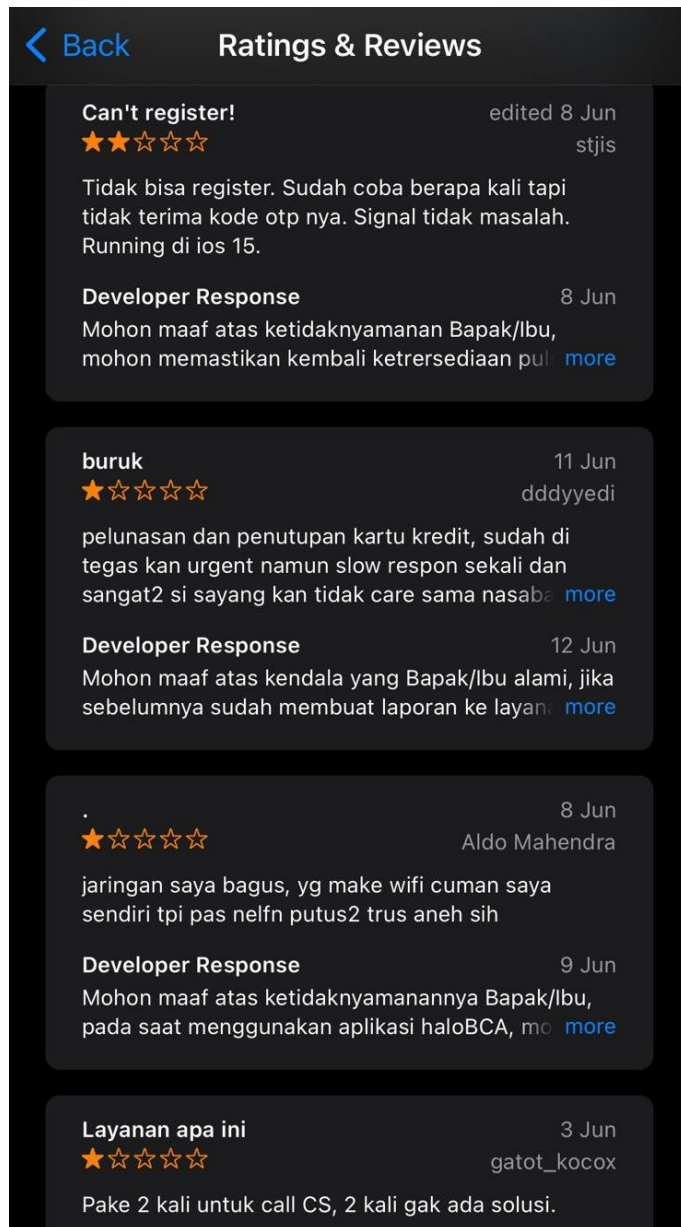 Back Ratings & Reviews
Can't register! edited 8 Jun
stjis
Tidak bisa register. Sudah coba berapa kali tapi
tidak terima kode otp nya. Signal tidak masalah.
Running di ios 15.
Developer Response 8 Jun
Mohon maaf atas ketidaknyamanan Bapak/Ibu,
mohon memastikan kembali ketrersediaan more
buruk 11 Jun
dddyyedi
pelunasan dan penutupan kartu kredit, sudah di
tegas kan urgent namun slow respon sekali dan
sangat2 si sayang kan tidak care sama more
Developer Response 12 Jun
Mohon maaf atas kendala yang Bapak/Ibu alami, jika
sebelumnya sudah membuat laporan ke more
. 8 Jun
Aldo Mahendra
jaringan saya bagus, yg make wifi cuman saya
sendiri tpi pas nelfn putus2 trus aneh sih
Developer Response 9 Jun
Mohon maaf atas ketidaknyamanannya Bapak/Ibu,
pada saat menggunakan aplikasi haloBCA, more
Layanan apa ini 3 Jun
gatot_kocox
Pake 2 kali untuk call CS, 2 kali gak ada solusi.